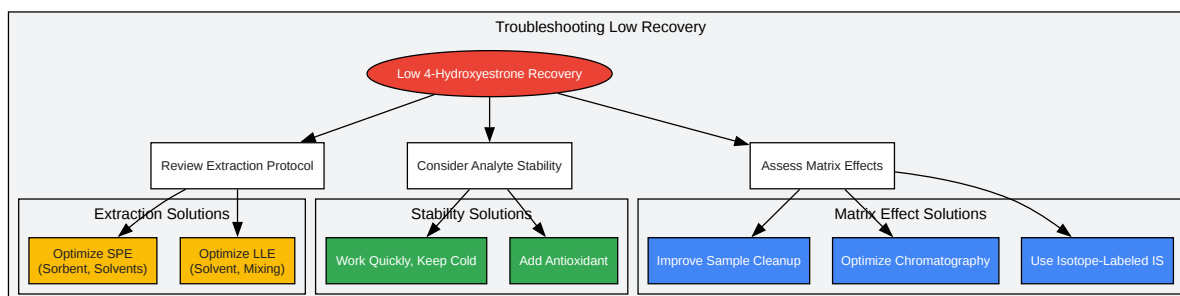 Troubleshooting Low Recovery
Low 4-Hydroxyestrone Recovery
Review Extraction Protocol
Consider Analyte Stability
Assess Matrix Effects
Extraction Solutions
Stability Solutions
Matrix Effect Solutions
Optimize SPE
(Sorbent, Solvents)
Optimize LLE
(Solvent, Mixing)
Work Quickly, Keep Cold
Add Antioxidant
Improve Sample Cleanup
Optimize Chromatography
Use Isotope-Labeled IS